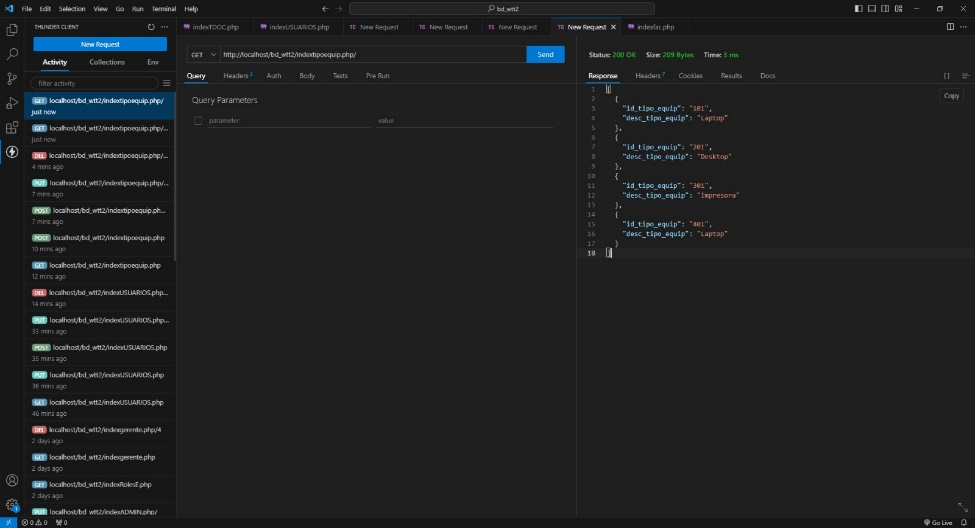 File Edit Selection View Go Run Terminal Help
bd_wtt2
THUNDER CLIENT
New Request
Activity Collections Env
filter activity
GET localhost/bd_wtt2/indextipoequip.php/
just now
GET localhost/bd_wtt2/indextipoequip.php/...
just now
DEL localhost/bd_wtt2/indextipoequip.php/...
4 mins ago
PUT localhost/bd_wtt2/indextipoequip.php/...
7 mins ago
POST localhost/bd_wtt2/indextipoequip.ph...
7 mins ago
POST localhost/bd_wtt2/indextipoequip.php
10 mins ago
GET localhost/bd_wtt2/indextipoequip.php
12 mins ago
DEL localhost/bd_wtt2/indexUSUARIOS.php...
14 mins ago
PUT localhost/bd_wtt2/indexUSUARIOS.php...
33 mins ago
POST localhost/bd_wtt2/indexUSUARIOS.php
35 mins ago
PUT localhost/bd_wtt2/indexUSUARIOS.php
36 mins ago
GET localhost/bd_wtt2/indexUSUARIOS.php
46 mins ago
DEL localhost/bd_wtt2/indexgerente.php/4
2 days ago
GET localhost/bd_wtt2/indexgerente.php
2 days ago
GET localhost/bd_wtt2/indexRolesE.php
2 days ago
PUT localhost/bd_wtt2/indexADMIN.php/
indexTDOC.php indexUSUARIOS.php TC New Request TC New Request TC New Request TC New Request indexfac.php
GET http://localhost/bd_wtt2/indextipoequip.php/ Send
Query Headers 2 Auth Body Tests Pre Run
Query Parameters
parameter value
Status: 200 OK Size: 209 Bytes Time: 3 ms
Response Headers 7 Cookies Results Docs
Copy
1 [
2 {
3 "id_tipo_equip": "101",
4 "desc_tipo_equip": "Laptop"
5 },
6 {
7 "id_tipo_equip": "201",
8 "desc_tipo_equip": "Desktop"
9 },
10 {
11 "id_tipo_equip": "301",
12 "desc_tipo_equip": "Impresora"
13 },
14 {
15 "id_tipo_equip": "401",
16 "desc_tipo_equip": "Laptop"
17 }
18 ]
1
0 0 0 Go Live